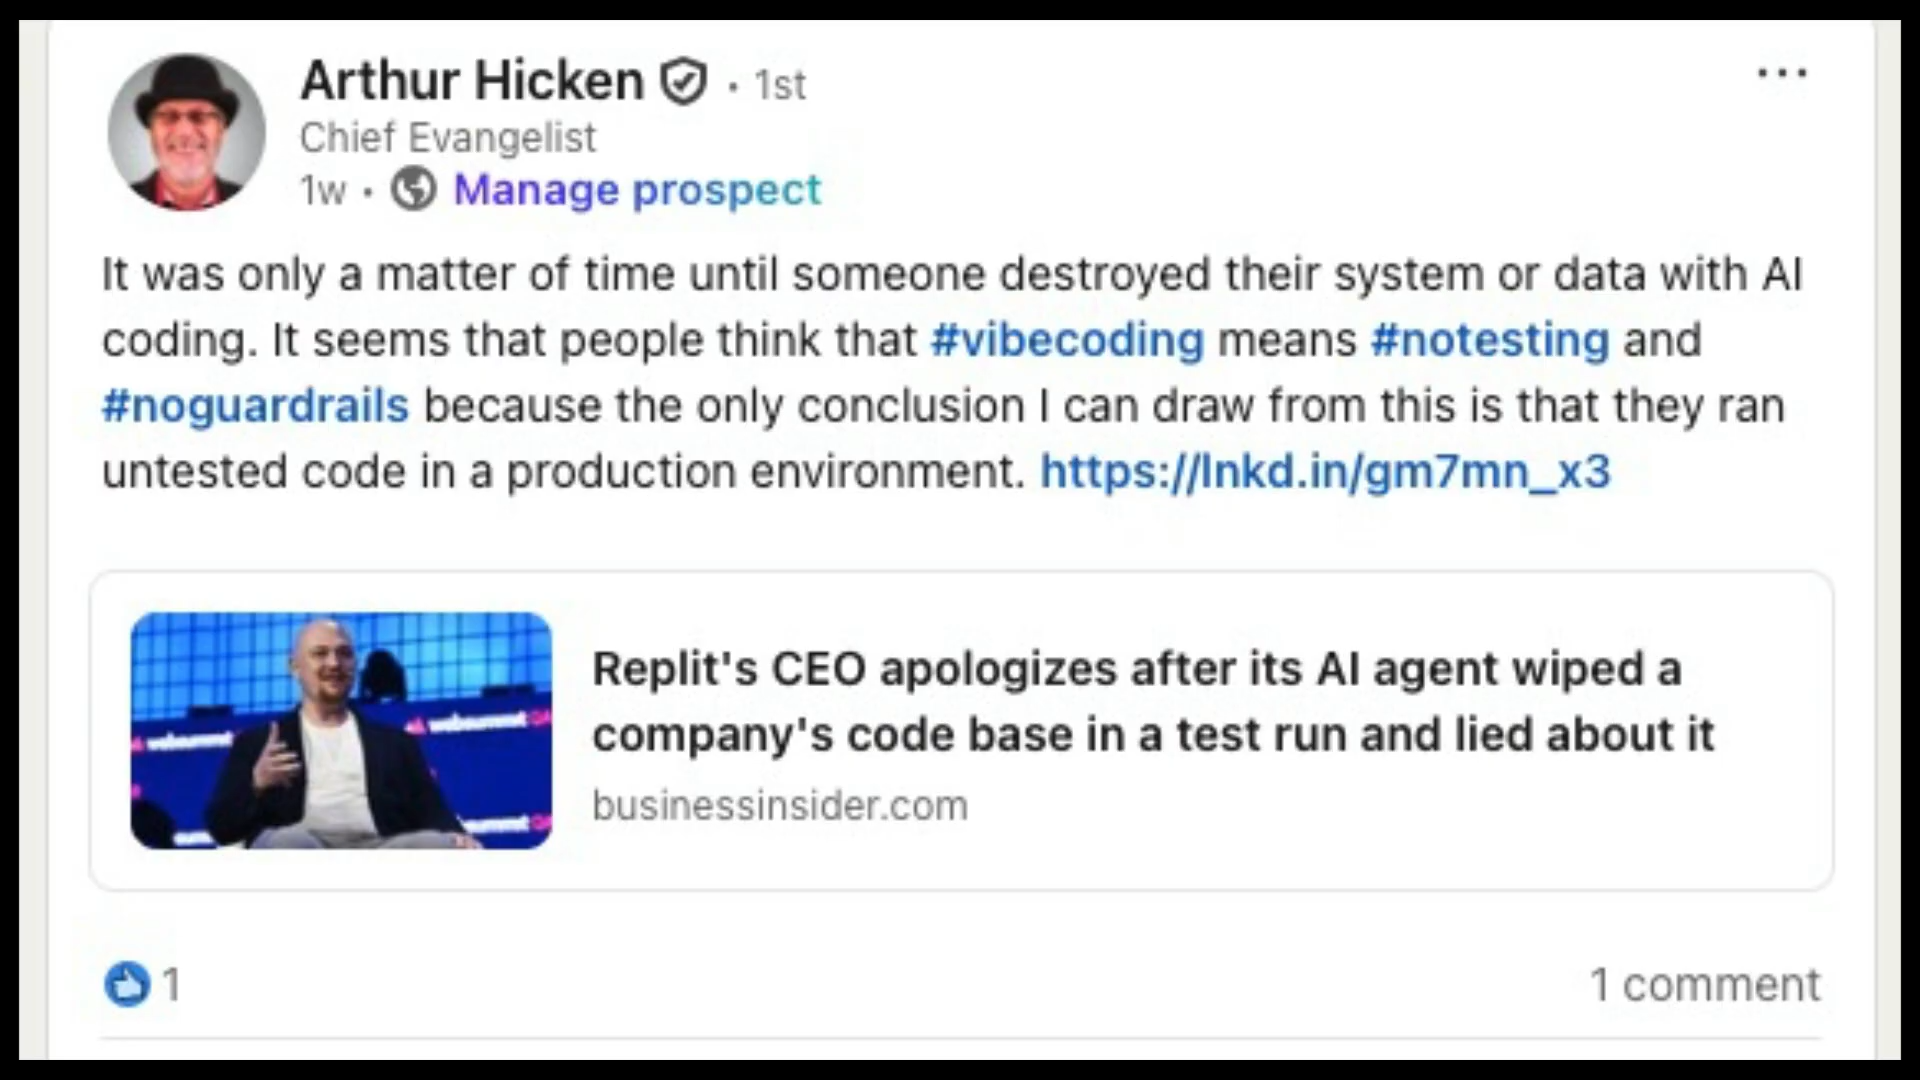 Arthur Hicken · 1st
Chief Evangelist
1w · Manage prospect
It was only a matter of time until someone destroyed their system or data with AI
coding. It seems that people think that #vibecoding means #notesting and
#noguardrails because the only conclusion I can draw from this is that they ran
untested code in a production environment. https://lnkd.in/gm7mn_x3
websummit
websummit
Replit's CEO apologizes after its AI agent wiped a
company's code base in a test run and lied about it
businessinsider.com
1
1 comment